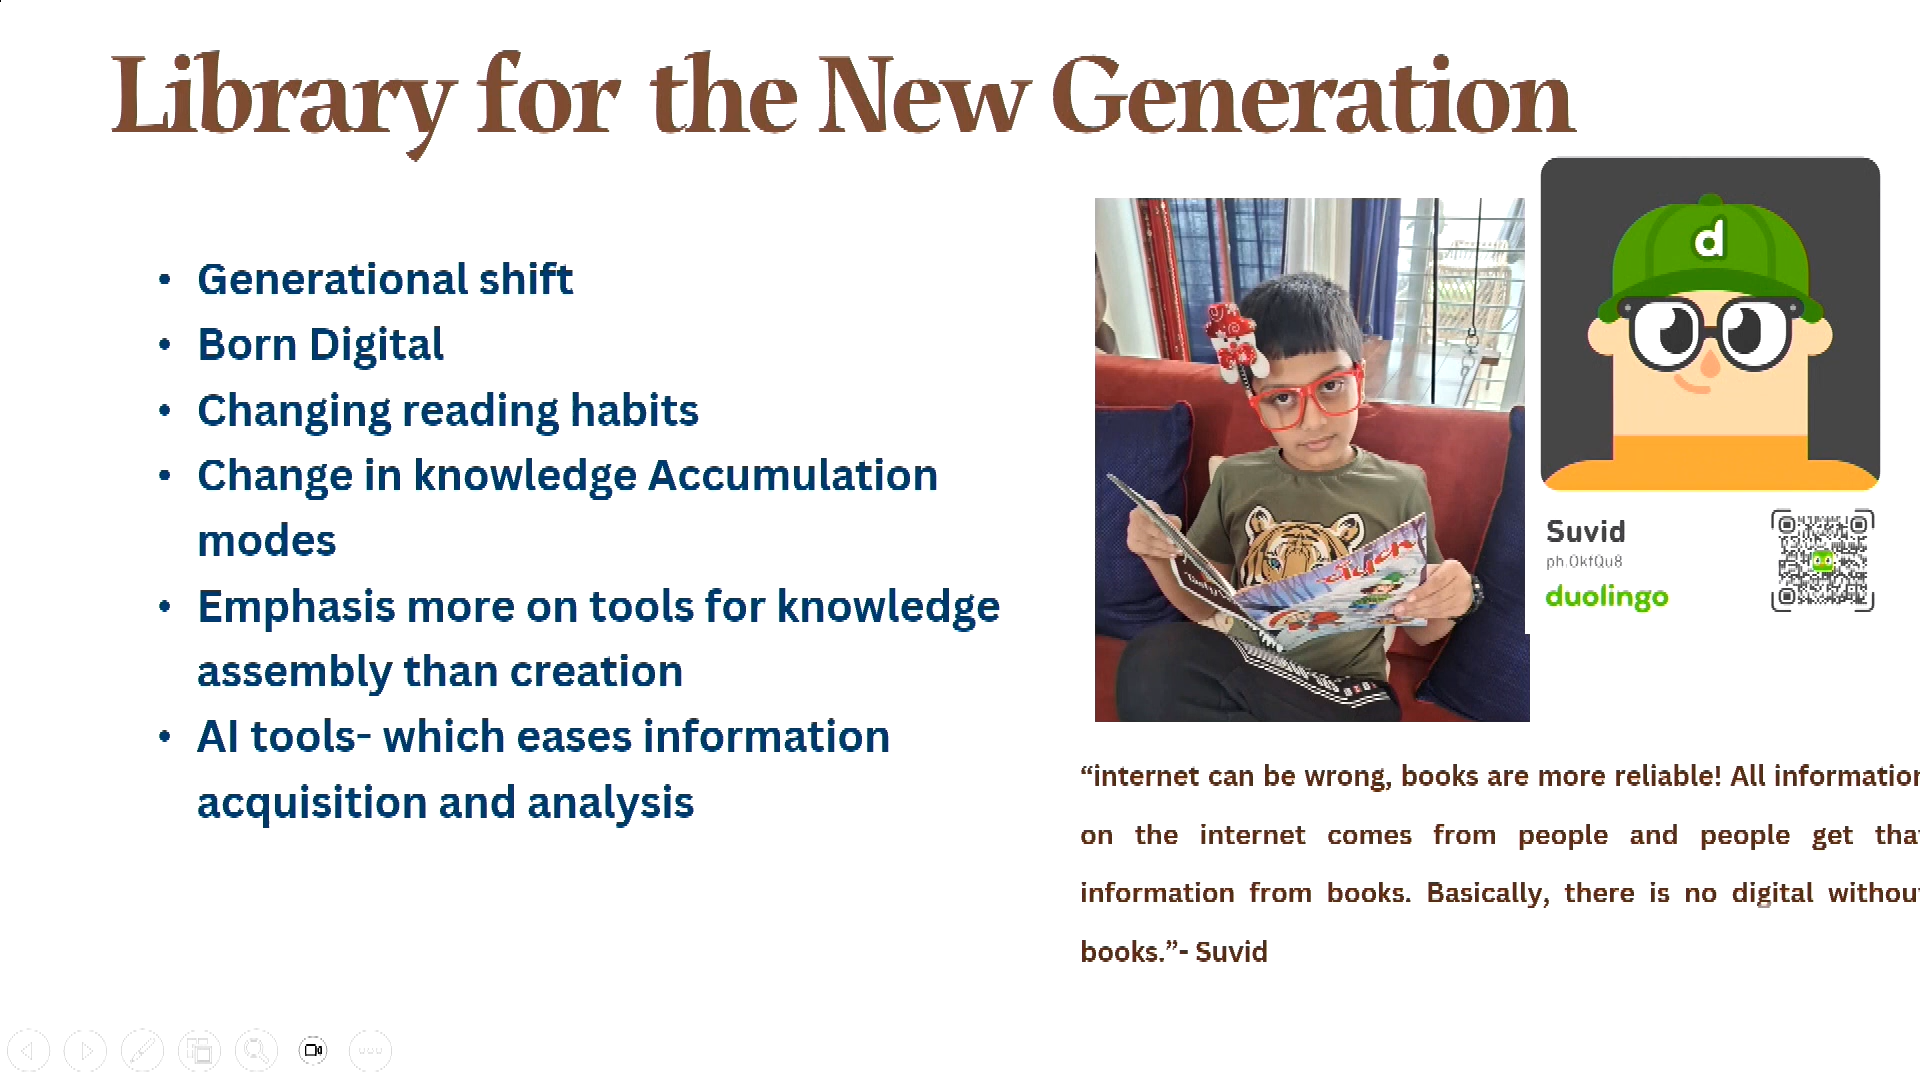 Library for the New Generation
• Generational shift
• Born Digital
• Changing reading habits
• Change in knowledge Accumulation
modes
• Emphasis more on tools for knowledge
assembly than creation
• AI tools- which eases information
acquisition and analysis
d
Suvid
ph.OkfQu8
duolingo
“internet can be wrong, books are more reliable! All information
on the internet comes from people and people get that
information from books. Basically, there is no digital without
books.”- Suvid